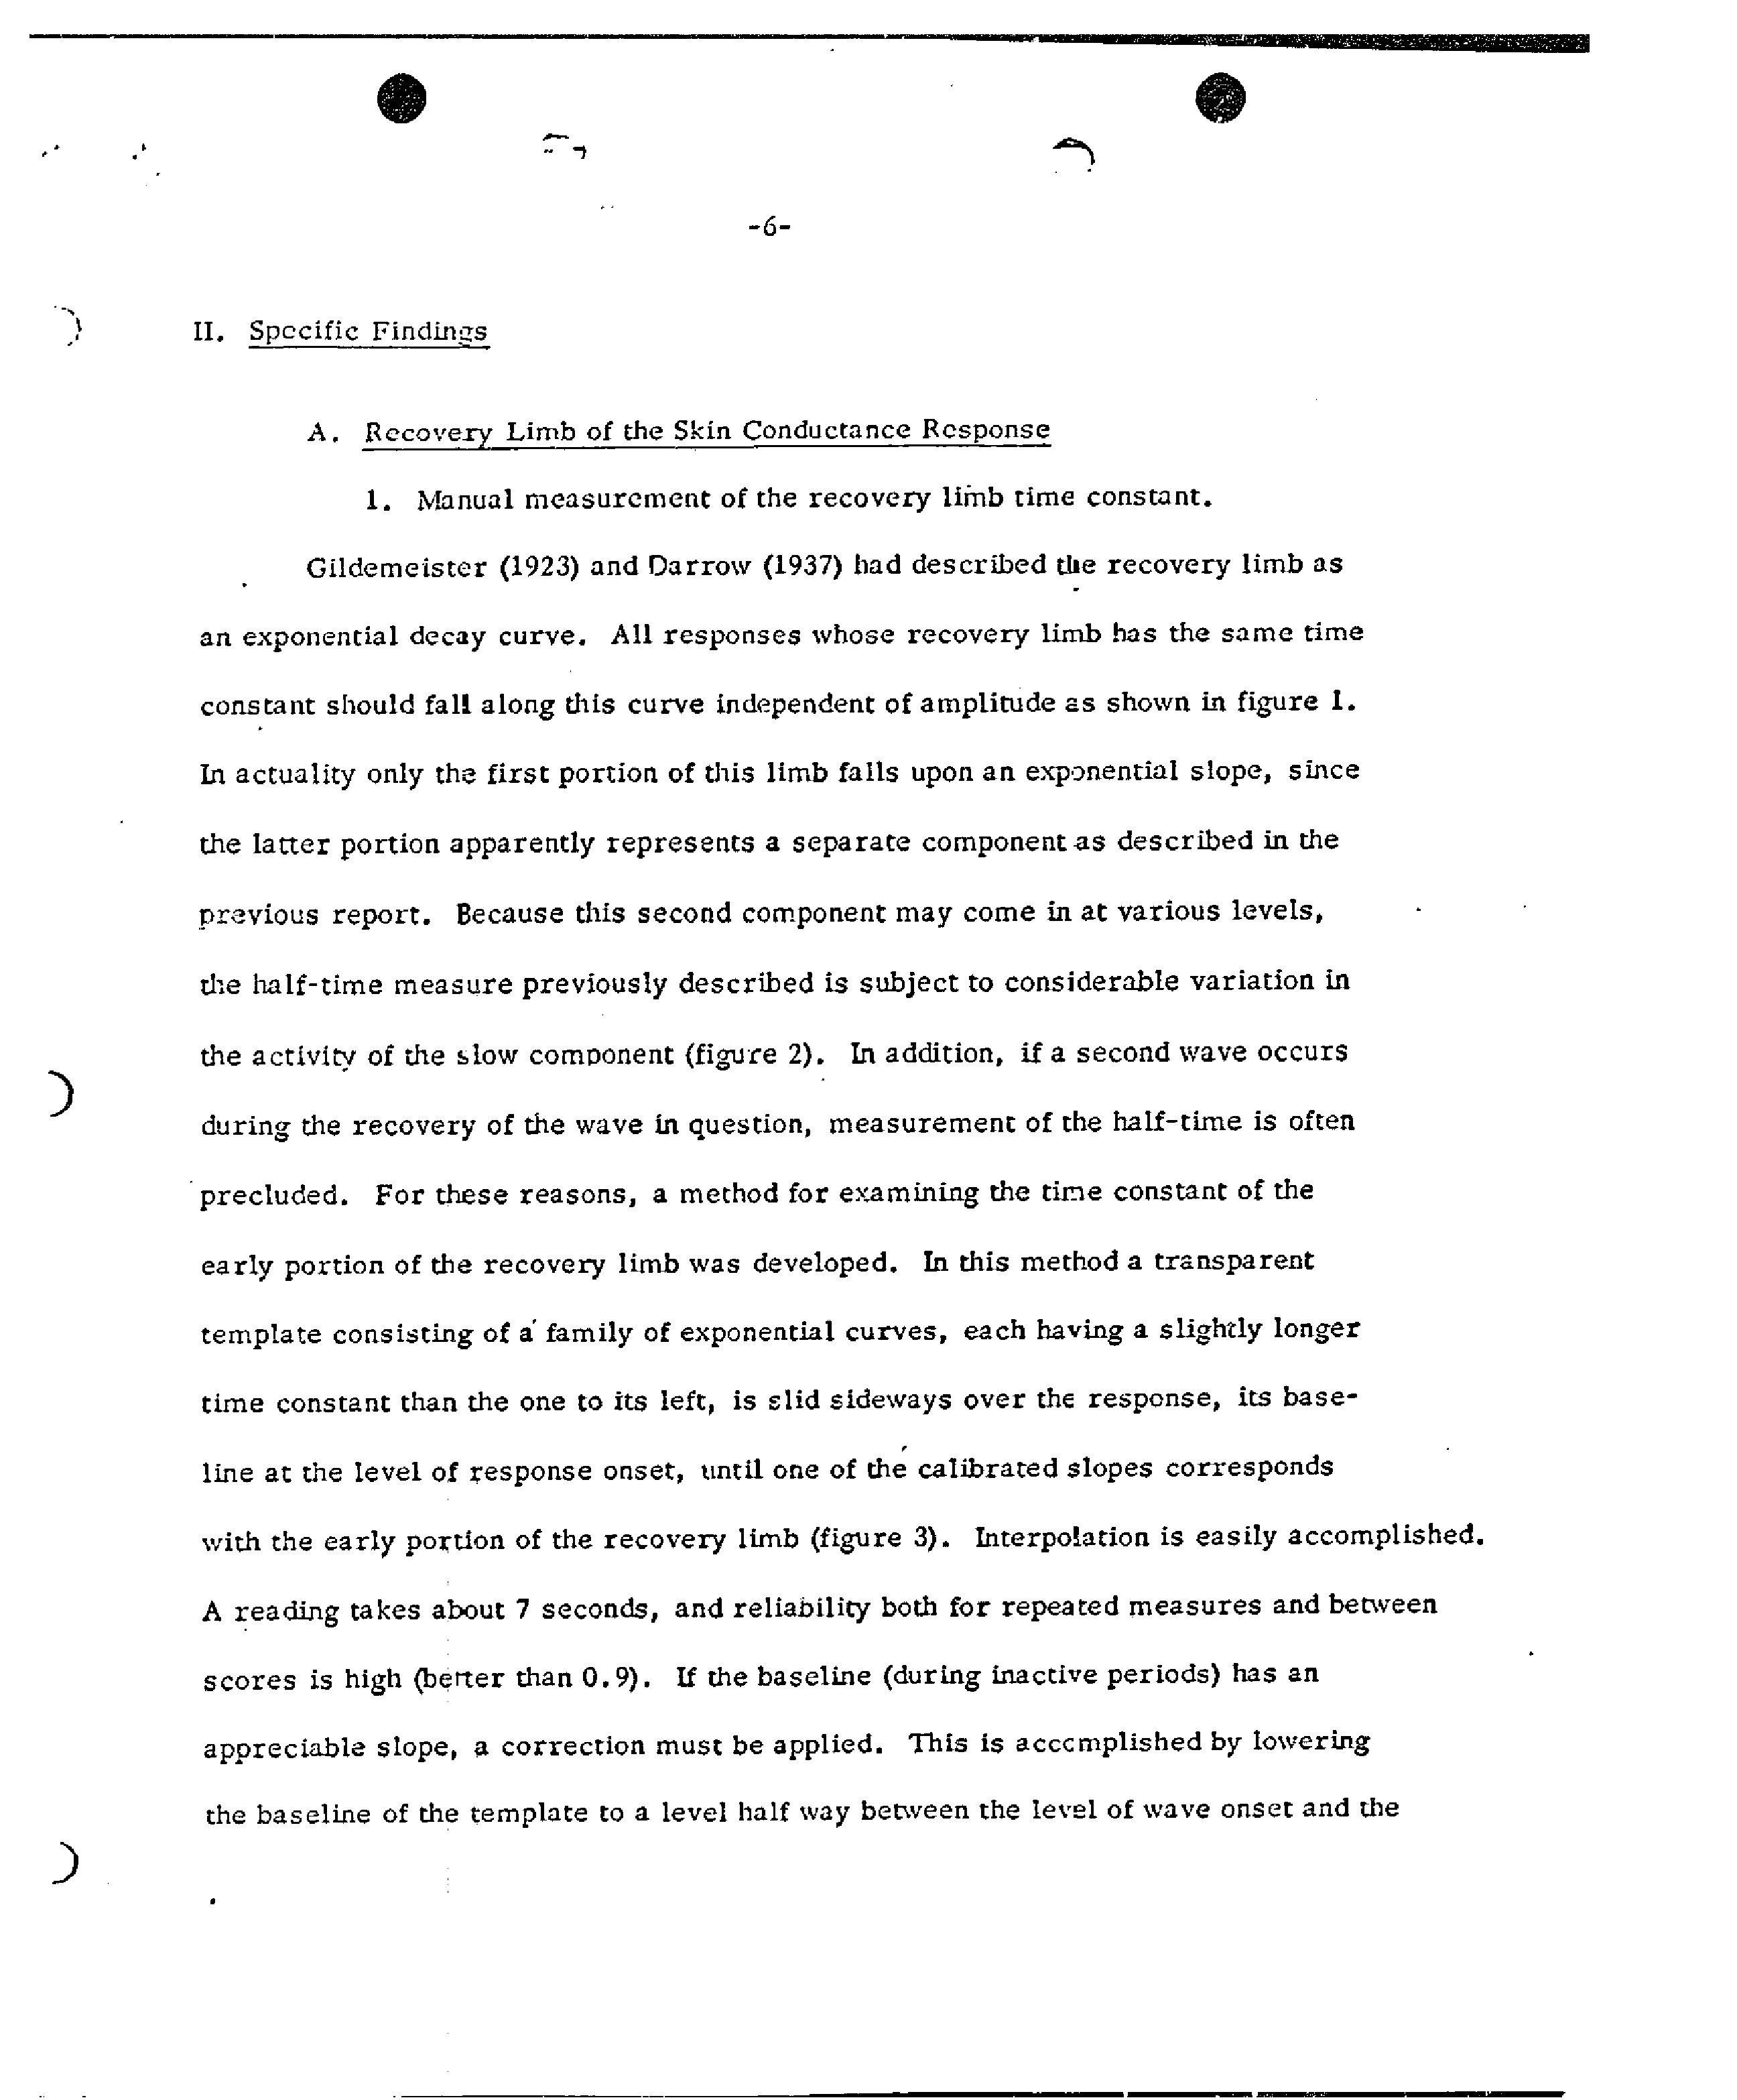 -6-
II. Specific Findings
A. Recovery Limb of the Skin Conductance Response
1. Manual measurement of the recovery limb time constant.
Gildemeister (1923) and Darrow (1937) had described the recovery limb as
an exponential decay curve. All responses whose recovery limb has the same time
constant should fall along this curve independent of amplitude as shown in figure 1.
In actuality only the first portion of this limb falls upon an exponential slope, since
the latter portion apparently represents a separate component as described in the
previous report. Because this second component may come in at various levels,
the half-time measure previously described is subject to considerable variation in
the activity of the slow component (figure 2). In addition, if a second wave occurs
during the recovery of the wave in question, measurement of the half-time is often
precluded. For these reasons, a method for examining the time constant of the
early portion of the recovery limb was developed. In this method a transparent
template consisting of a family of exponential curves, each having a slightly longer
time constant than the one to its left, is slid sideways over the response, its base-
line at the level of response onset, until one of the calibrated slopes corresponds
with the early portion of the recovery limb (figure 3). Interpolation is easily accomplished.
A reading takes about 7 seconds, and reliability both for repeated measures and between
scores is high (better than 0.9). If the baseline (during inactive periods) has an
appreciable slope, a correction must be applied. This is accomplished by lowering
the baseline of the template to a level half way between the level of wave onset and the